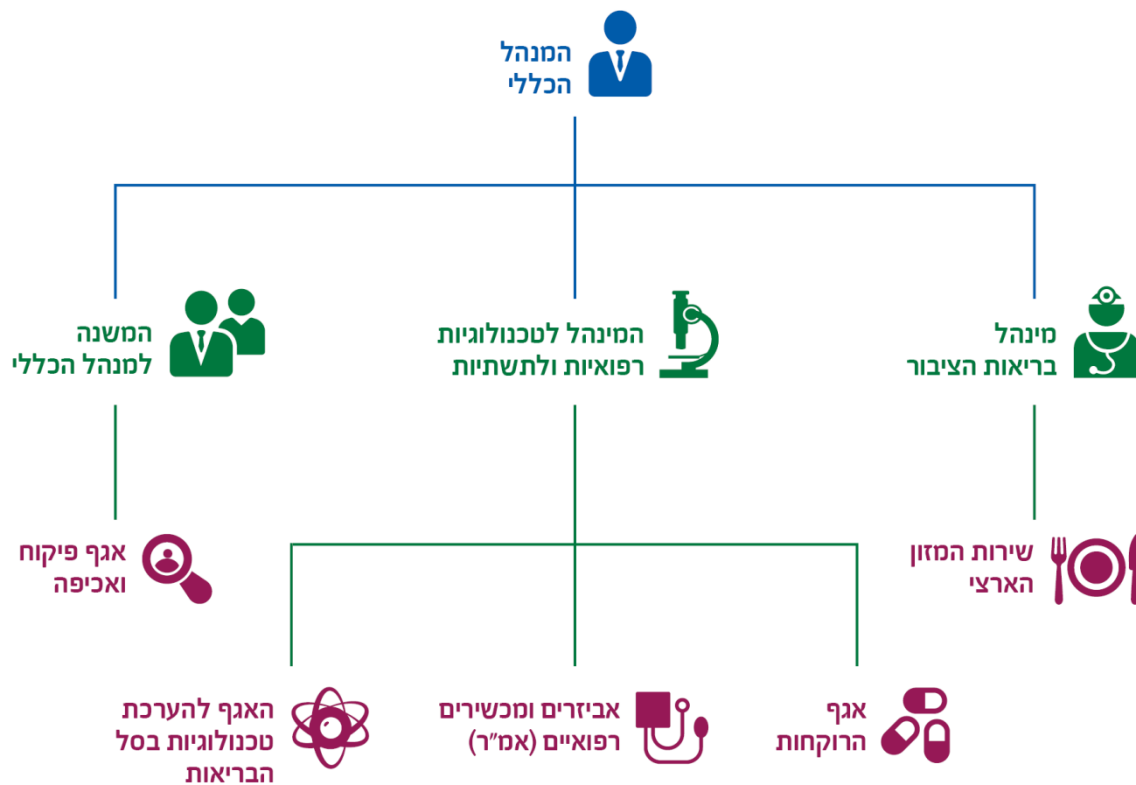 המנהל
הכללי
מינהל
בריאות הציבור
המינהל לטכנולוגיות
רפואיות ולתשתיות
המשנה
למנהל הכללי
שירות המזון
הארצי
אגף פיקוח
ואכיפה
אגף
הרוקחות
אביזרים ומכשירים
רפואיים (אמ״ר)
האגף להערכת
טכנולוגיות בסל
הבריאות